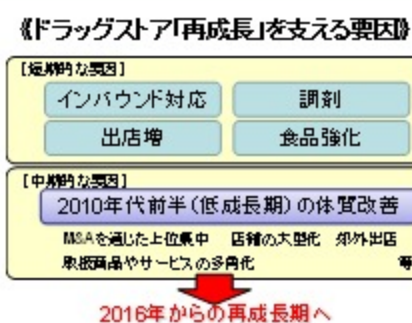 《ドラッグストア「再成長」を支える要因》
【短期的な要因】
インバウンド対応 調剤
出店増 食品強化
【中期的な要因】
2010年代前半(低成長期)の体質改善
M&Aを通じた上位集中 店舗の大型化 郊外出店
取扱商品やサービスの多角化 等
2016年からの再成長期へ